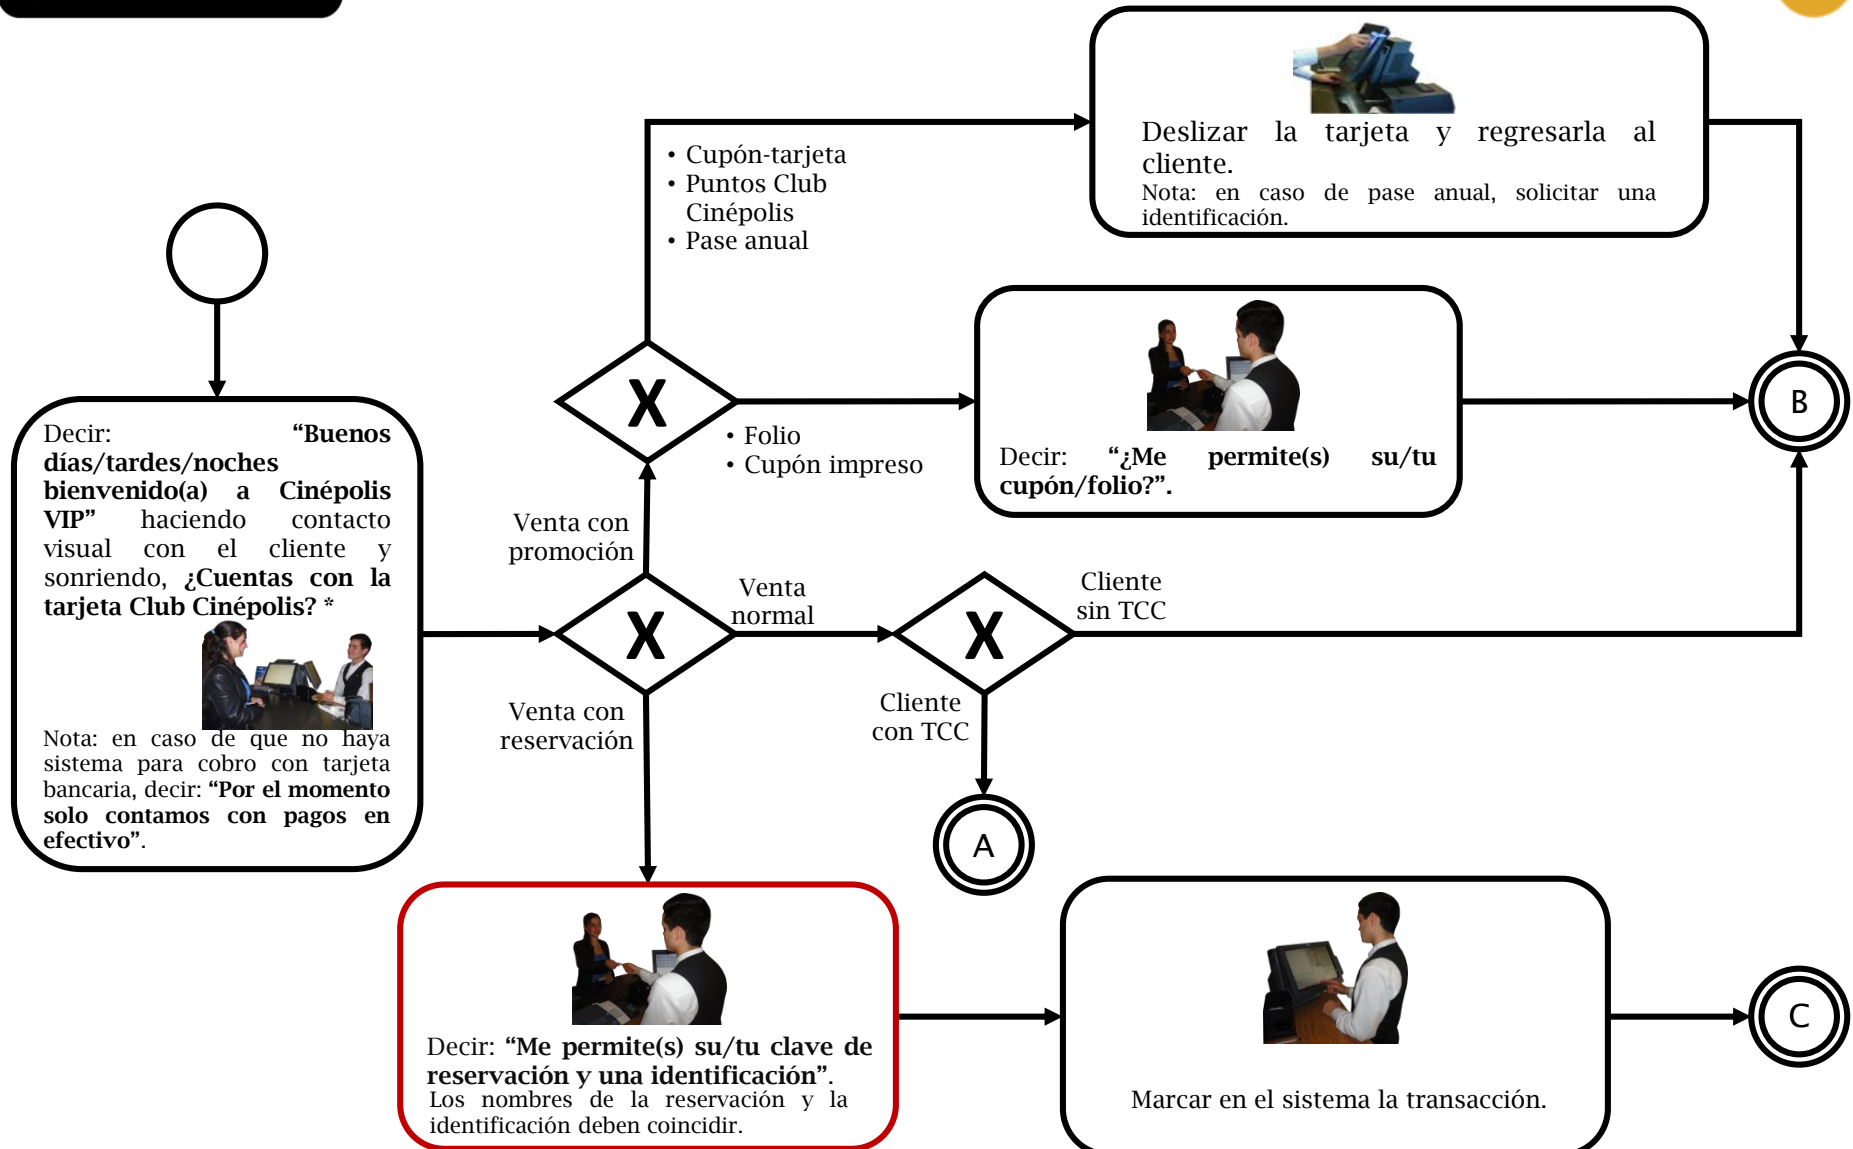 Deslizar la tarjeta y regresarla al
cliente.
Nota: en caso de pase anual, solicitar una
identificación.
• Cupón-tarjeta
• Puntos Club
Cinépolis
• Pase anual
X
• Folio
• Cupón impreso
Decir: “¿Me permite(s) su/tu
cupón/folio?”.
B
Decir: “Buenos
días/tardes/noches
bienvenido(a) a Cinépolis
VIP” haciendo contacto
visual con el cliente y
sonriendo, ¿Cuentas con la
tarjeta Club Cinépolis? *
Nota: en caso de que no haya
sistema para cobro con tarjeta
bancaria, decir: “Por el momento
solo contamos con pagos en
efectivo”.
Venta con
promoción
X
Venta
normal
X
Cliente
sin TCC
Venta con
reservación
Cliente
con TCC
A
Decir: “Me permite(s) su/tu clave de
reservación y una identificación”.
Los nombres de la reservación y la
identificación deben coincidir.
Marcar en el sistema la transacción.
C